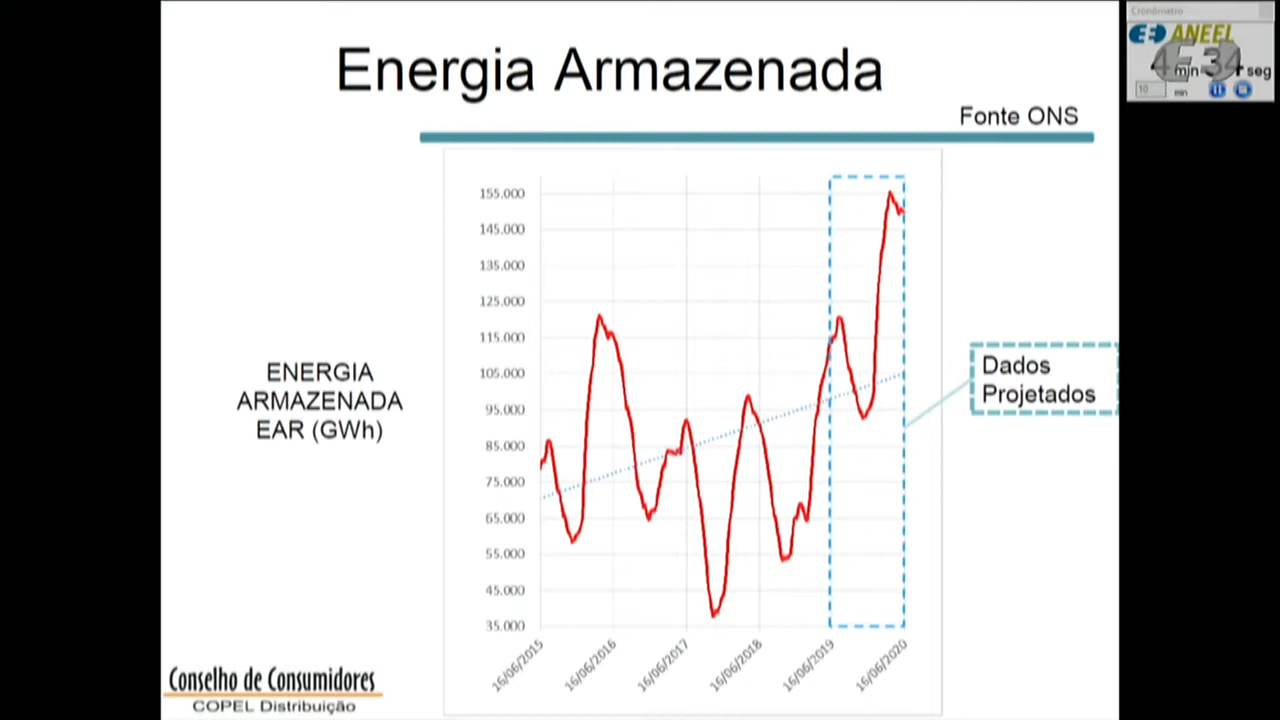 Energia Armazenada
Fonte ONS
Cronômetro
ANEEL
min
seg
10
min
155.000
145.000
135.000
125.000
115.000
105.000
95.000
85.000
75.000
65.000
55.000
45.000
35.000
16/06/2015
16/06/2016
16/06/2017
16/06/2018
16/06/2019
16/06/2020
ENERGIA
ARMAZENADA
EAR (GWh)
Dados
Projetados
Conselho de Consumidores
COPEL Distribuição